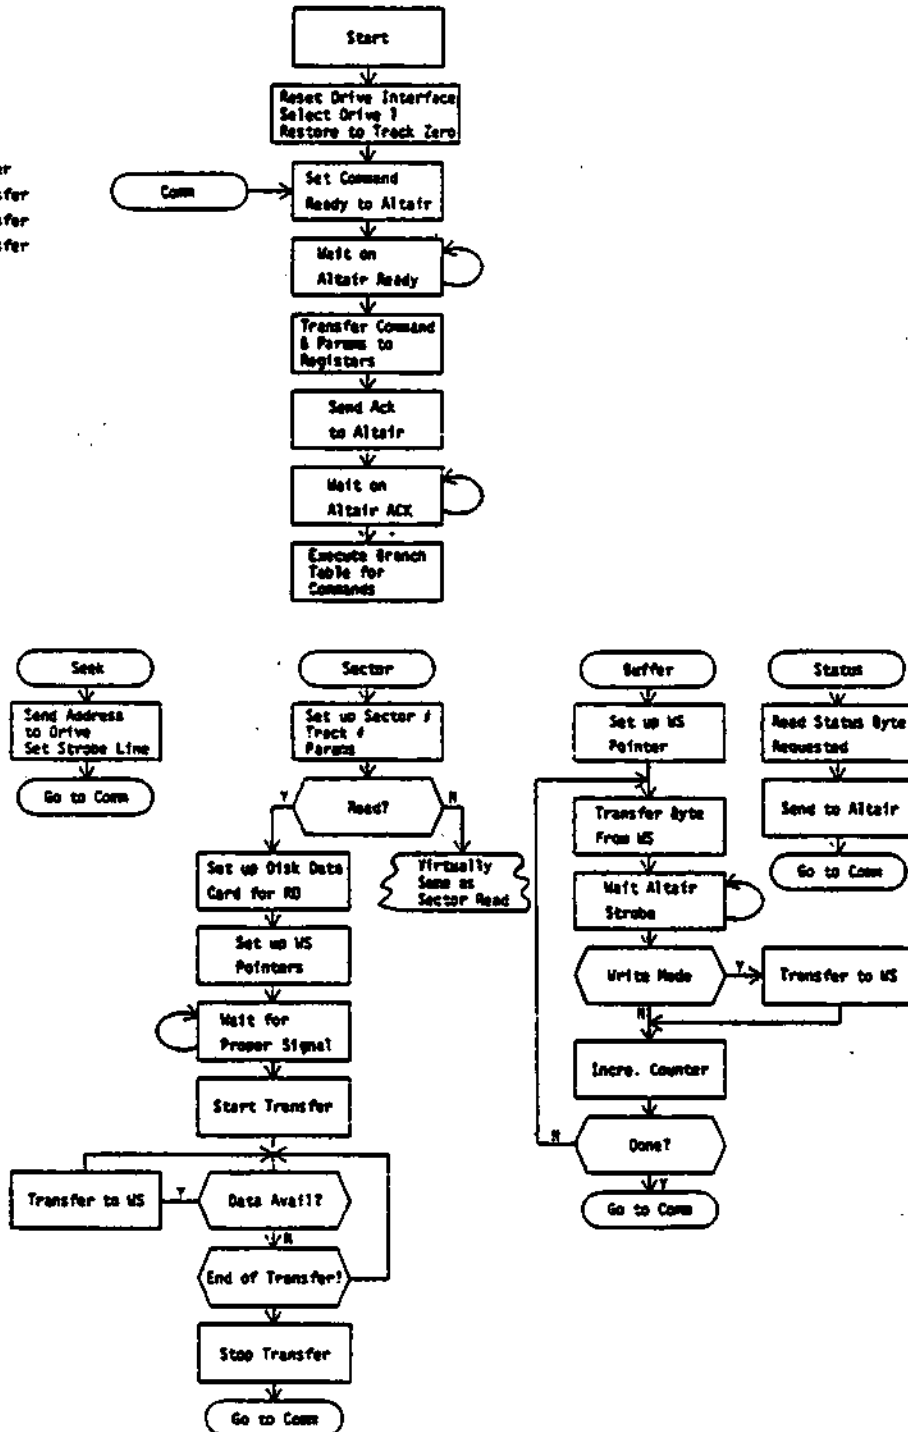 Start
Reset Drive Interface
Select Drive
Restore to Track Zero
Comm
Set Command
Ready to Altair
Wait on
Altair Ready
Transfer Command
& Params to
Registers
Send Ack
to Altair
Wait on
Altair ACK
Execute Branch
Table for
Commands
Seek
Send Address
to Drive
Set Strobe Line
Go to Comm
Sector
Set up Sector #
Track #
Params
Read?
Y
N
Set up Disk Data
Card for RD
Virtually
Same as
Sector Read
Set up WS
Pointers
Wait for
Proper Signal
Start Transfer
Transfer to WS
Y
Data Avail?
N
End of Transfer?
Stop Transfer
Go to Comm
Buffer
Set up WS
Pointer
Transfer Byte
From WS
Wait Altair
Strobe
Write Mode
Y
Transfer to WS
N
Incre. Counter
Done?
N
Y
Go to Comm
Status
Read Status Byte
Requested
Send to Altair
Go to Comm